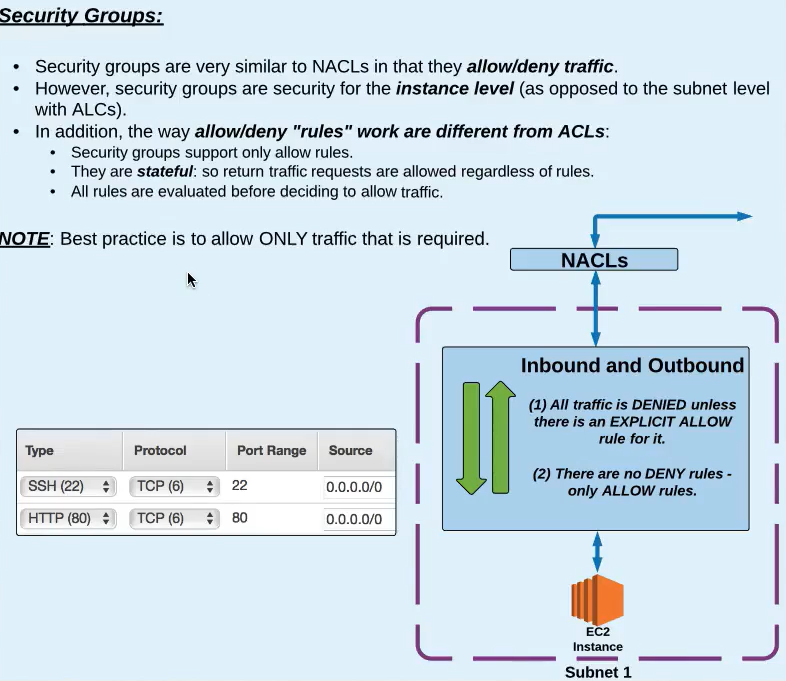 Security Groups:
• Security groups are very similar to NACLs in that they allow/deny traffic.
• However, security groups are security for the instance level (as opposed to the subnet level
with ALCs).
• In addition, the way allow/deny "rules" work are different from ACLs:
• Security groups support only allow rules.
• They are stateful: so return traffic requests are allowed regardless of rules.
• All rules are evaluated before deciding to allow traffic.
NOTE: Best practice is to allow ONLY traffic that is required.
NACLs
Inbound and Outbound
(1) All traffic is DENIED unless
there is an EXPLICIT ALLOW
rule for it.
(2) There are no DENY rules -
only ALLOW rules.
Type Protocol Port Range Source
SSH (22) TCP (6) 22 0.0.0.0/0
HTTP (80) TCP (6) 80 0.0.0.0/0
EC2
Instance
Subnet 1